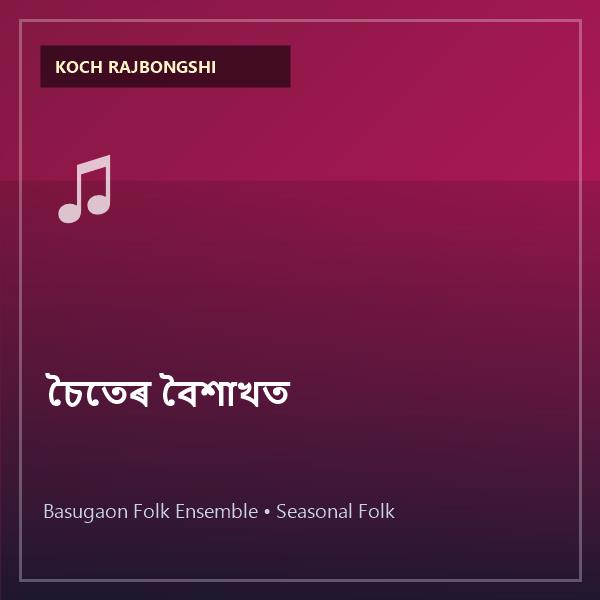 KOCH RAJBONGSHI
চৈতেৰ বৈশাখত
Basugaon Folk Ensemble • Seasonal Folk